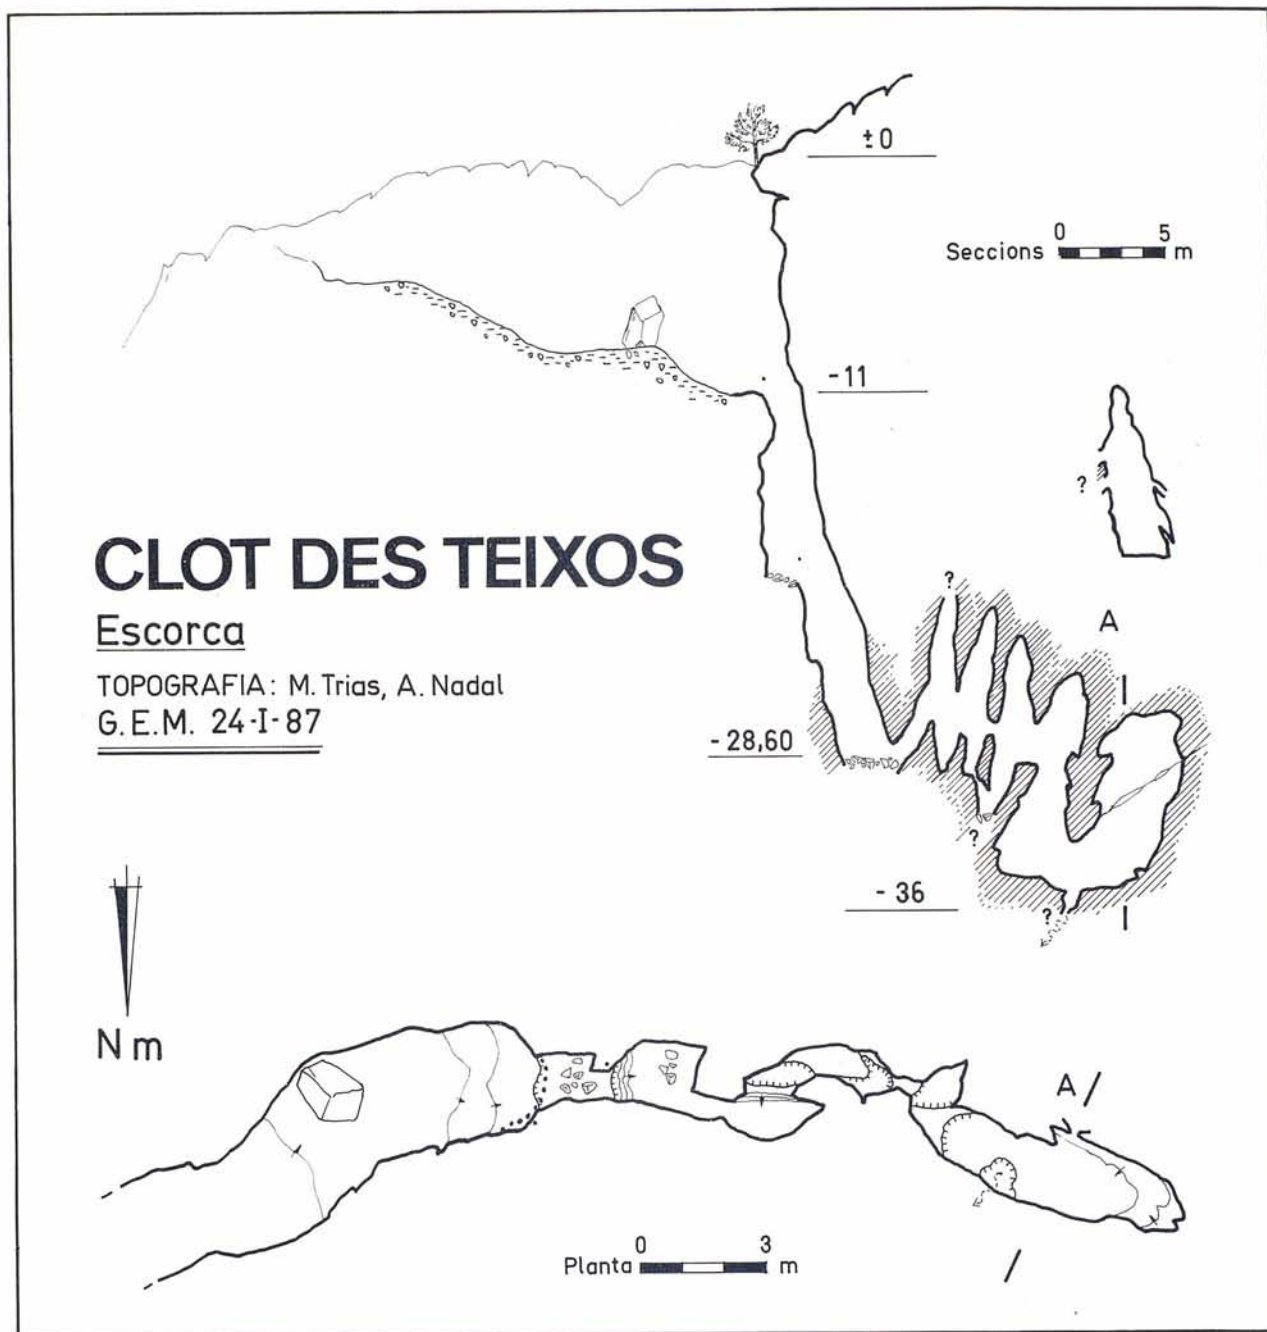 ±0
0 5
Seccions m
-11
?
CLOT DES TEIXOS
Escorca
TOPOGRAFIA: M. Trias, A. Nadal
G.E.M. 24-I-87
?
A
-28,60
?
-36
?
Nm
A
0 3
Planta m